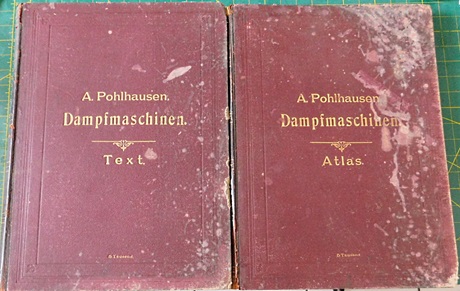 A. Pohlhausen.
Dampfmaschinen.
Text.
A. Pohlhausen.
Dampfmaschinen.
Atlas.